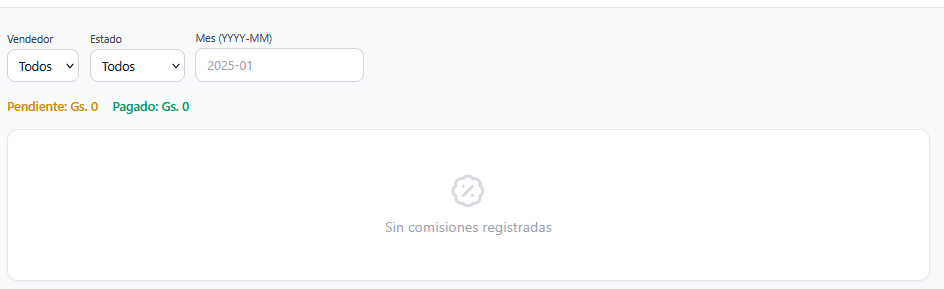 Vendedor Estado Mes (YYYY-MM)
Todos Todos 2025-01
Pendiente: Gs. 0 Pagado: Gs. 0
Sin comisiones registradas